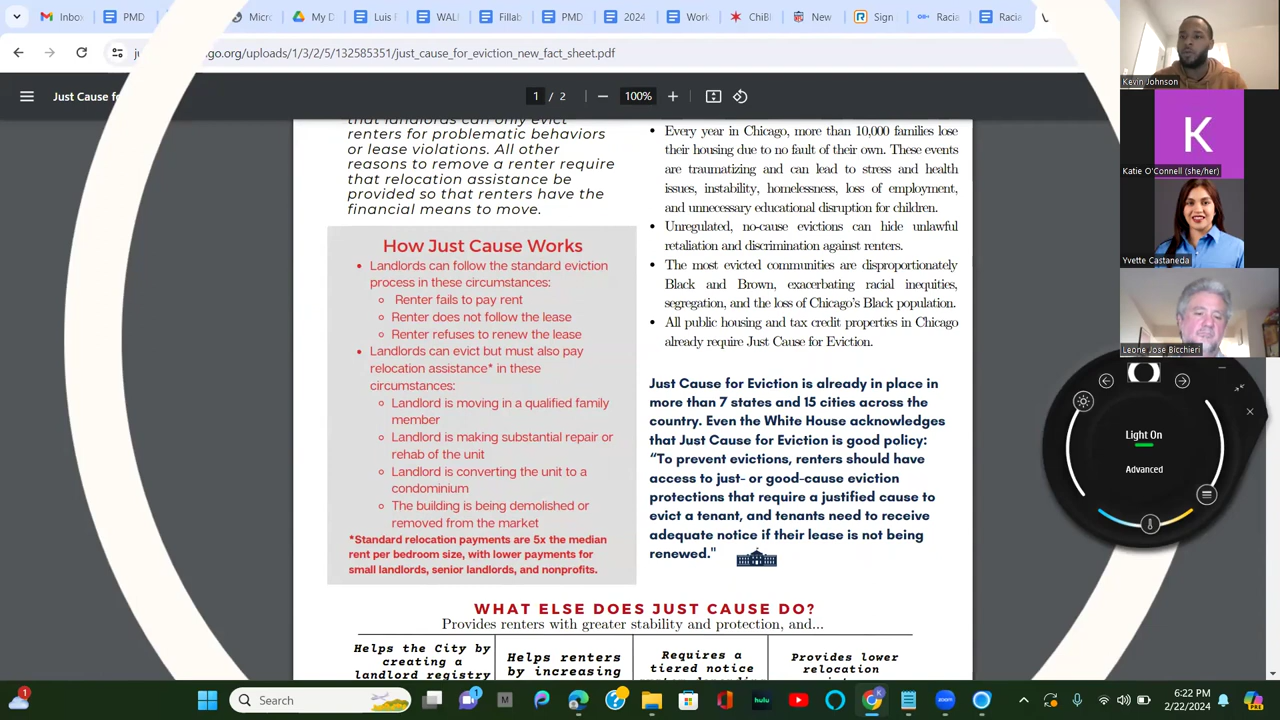 Inbox
PMD
Micro
My D
Luis F
WALL
Fillab
PMD
2024
Work
ChiBl
New
Sign
Racia
Racia
go.org/uploads/1/3/2/5/132585351/just_cause_for_eviction_new_fact_sheet.pdf
Just Cause fo
1 / 2
100%
that landlords can only evict
renters for problematic behaviors
or lease violations. All other
reasons to remove a renter require
that relocation assistance be
provided so that renters have the
financial means to move.
How Just Cause Works
• Landlords can follow the standard eviction
process in these circumstances:
Renter fails to pay rent
Renter does not follow the lease
Renter refuses to renew the lease
• Landlords can evict but must also pay
relocation assistance* in these
circumstances:
Landlord is moving in a qualified family
member
Landlord is making substantial repair or
rehab of the unit
Landlord is converting the unit to a
condominium
The building is being demolished or
removed from the market
*Standard relocation payments are 5x the median
rent per bedroom size, with lower payments for
small landlords, senior landlords, and nonprofits.
• Every year in Chicago, more than 10,000 families lose
their housing due to no fault of their own. These events
are traumatizing and can lead to stress and health
issues, instability, homelessness, loss of employment,
and unnecessary educational disruption for children.
• Unregulated, no-cause evictions can hide unlawful
retaliation and discrimination against renters.
• The most evicted communities are disproportionately
Black and Brown, exacerbating racial inequities,
segregation, and the loss of Chicago's Black population.
• All public housing and tax credit properties in Chicago
already require Just Cause for Eviction.
Just Cause for Eviction is already in place in
more than 7 states and 15 cities across the
country. Even the White House acknowledges
that Just Cause for Eviction is good policy:
“To prevent evictions, renters should have
access to just- or good-cause eviction
protections that require a justified cause to
evict a tenant, and tenants need to receive
adequate notice if their lease is not being
renewed."
WHAT ELSE DOES JUST CAUSE DO?
Provides renters with greater stability and protection, and...
Helps the City by
creating a
landlord registry
Helps renters
by increasing
Requires a
tiered notice
Provides lower
relocation
Kevin Johnson
K
Katie O'Connell (she/her)
Yvette Castaneda
Leone Jose Bicchieri
Light On
Advanced
1
Search
1
hulu
6:22 PM
2/22/2024